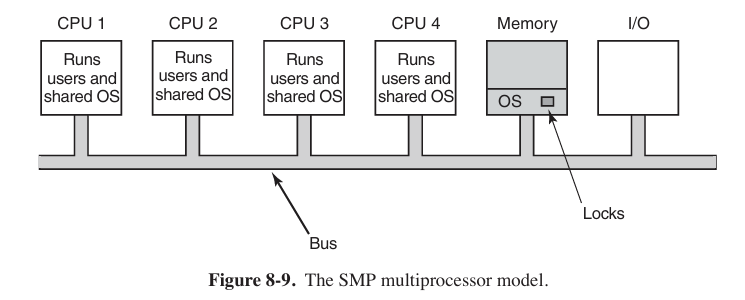 CPU 1 CPU 2 CPU 3 CPU 4 Memory I/O
Runs users and shared OS
Runs users and shared OS
Runs users and shared OS
Runs users and shared OS
OS
Locks
Bus
Figure 8-9. The SMP multiprocessor model.